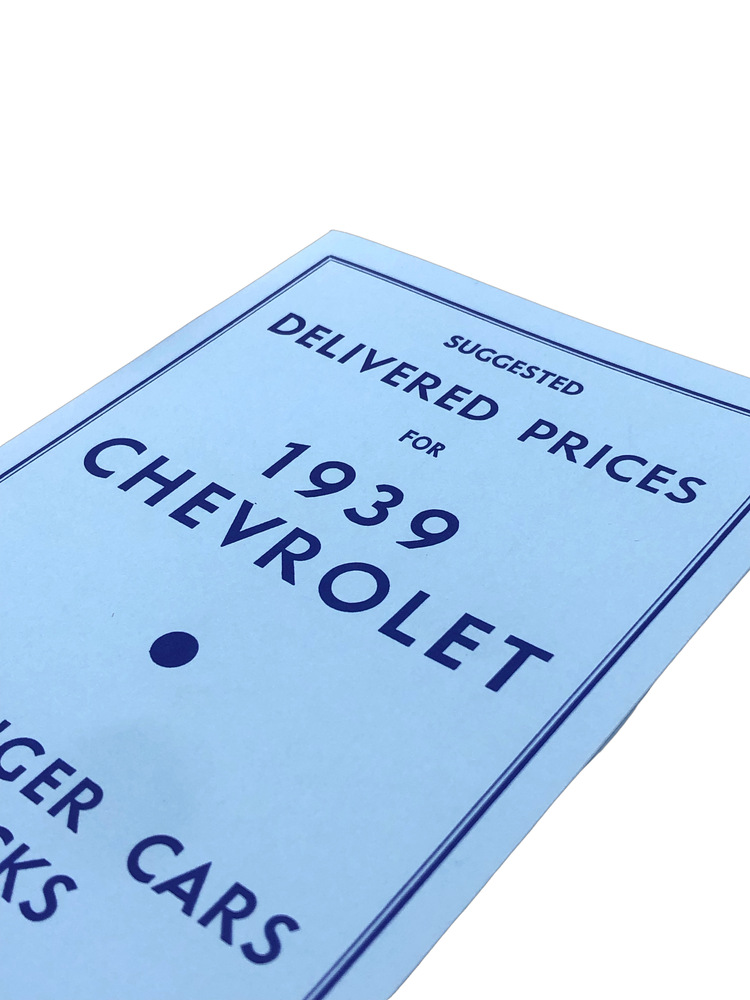 SUGGESTED
DELIVERED PRICES
FOR
1939
CHEVROLET
CARS